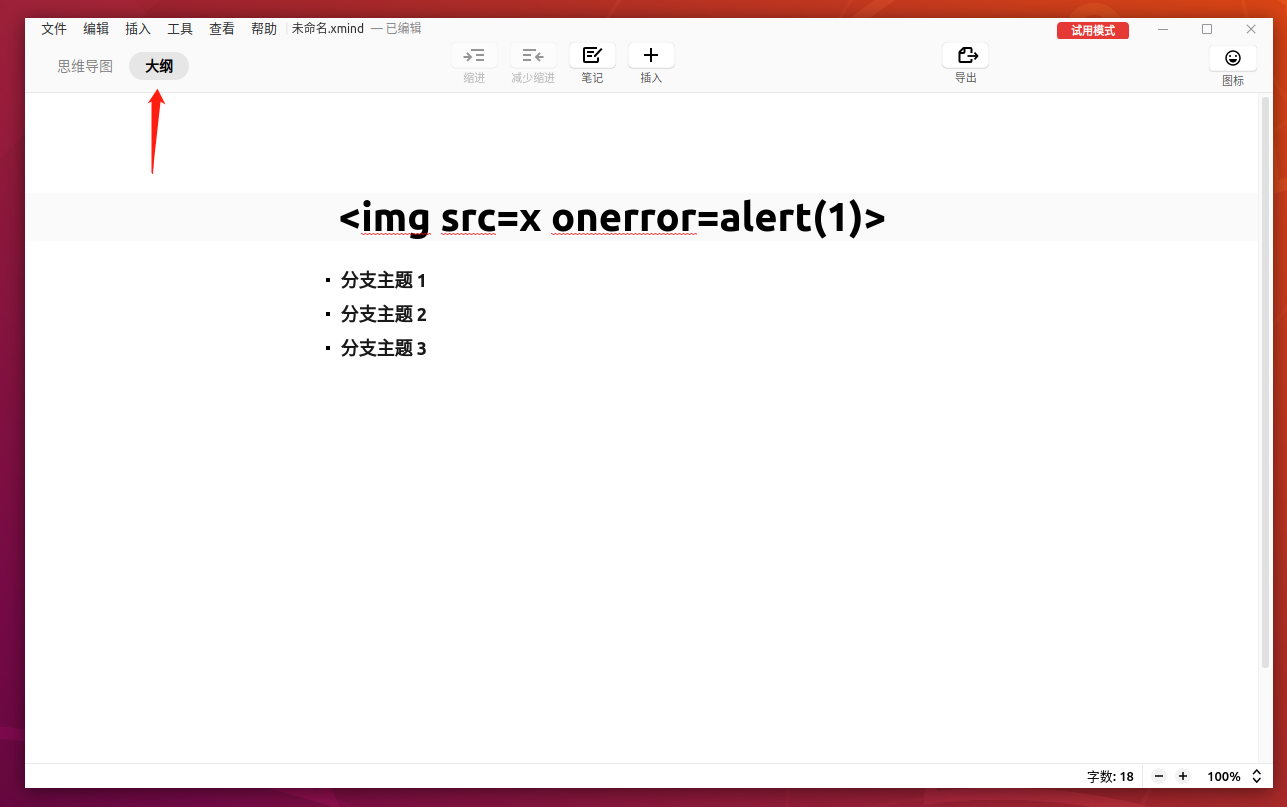 文件 编辑 插入 工具 查看 帮助 未命名.xmind — 已编辑 试用模式
思维导图 大纲 缩进 减少缩进 笔记 插入 导出 图标
<img src=x onerror=alert(1)>
分支主题 1
分支主题 2
分支主题 3
字数: 18 − + 100%